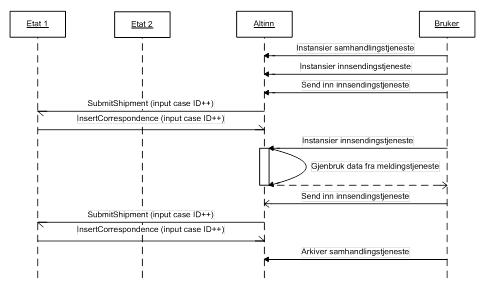 Etat 1
Etat 2
Altinn
Bruker
Instansier samhandlingstjeneste
Instansier innsendingstjeneste
Send inn innsendingstjeneste
SubmitShipment (input case ID++)
InsertCorrespondence (input case ID++)
Instansier innsendingstjeneste
Gjenbruk data fra meldingstjeneste
Send inn innsendingstjeneste
SubmitShipment (input case ID++)
InsertCorrespondence (input case ID++)
Arkiver samhandlingstjeneste